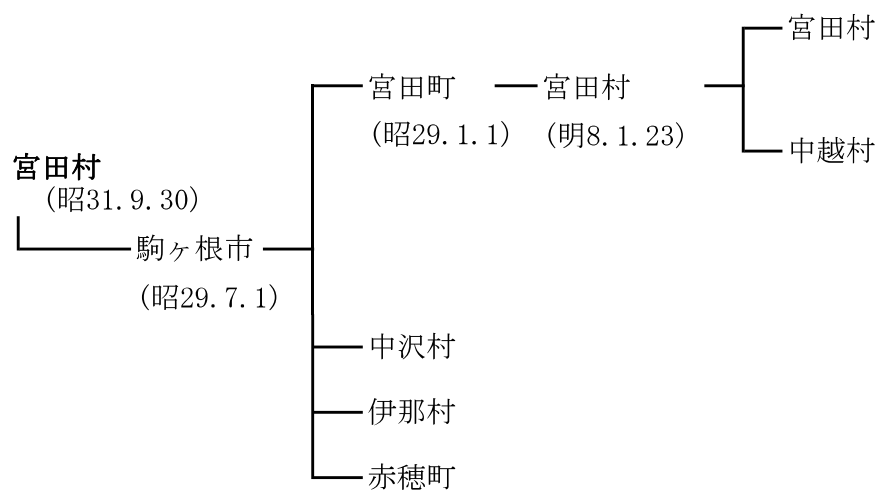 宮田村
(昭31.9.30)
駒ヶ根市
(昭29.7.1)
宮田町
(昭29.1.1)
宮田村
(明8.1.23)
宮田村
中越村
中沢村
伊那村
赤穂町